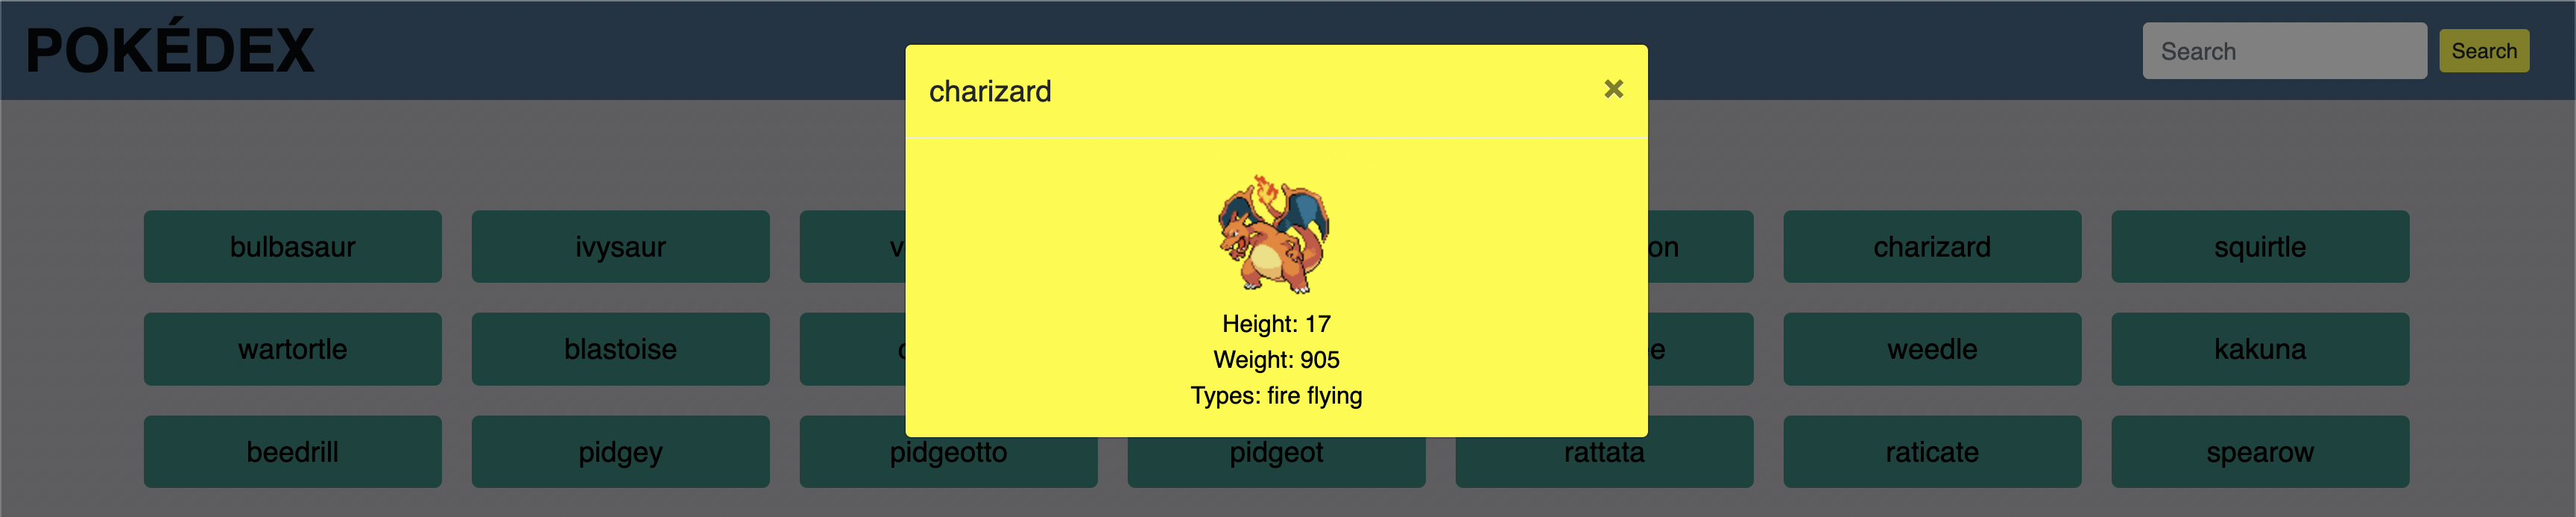 POKÉDEX
Search
Search
charizard
×
Height: 17
Weight: 905
Types: fire flying
bulbasaur
ivysaur
v
on
charizard
squirtle
wartortle
blastoise
e
weedle
kakuna
beedrill
pidgey
pidgeotto
pidgeot
rattata
raticate
spearow